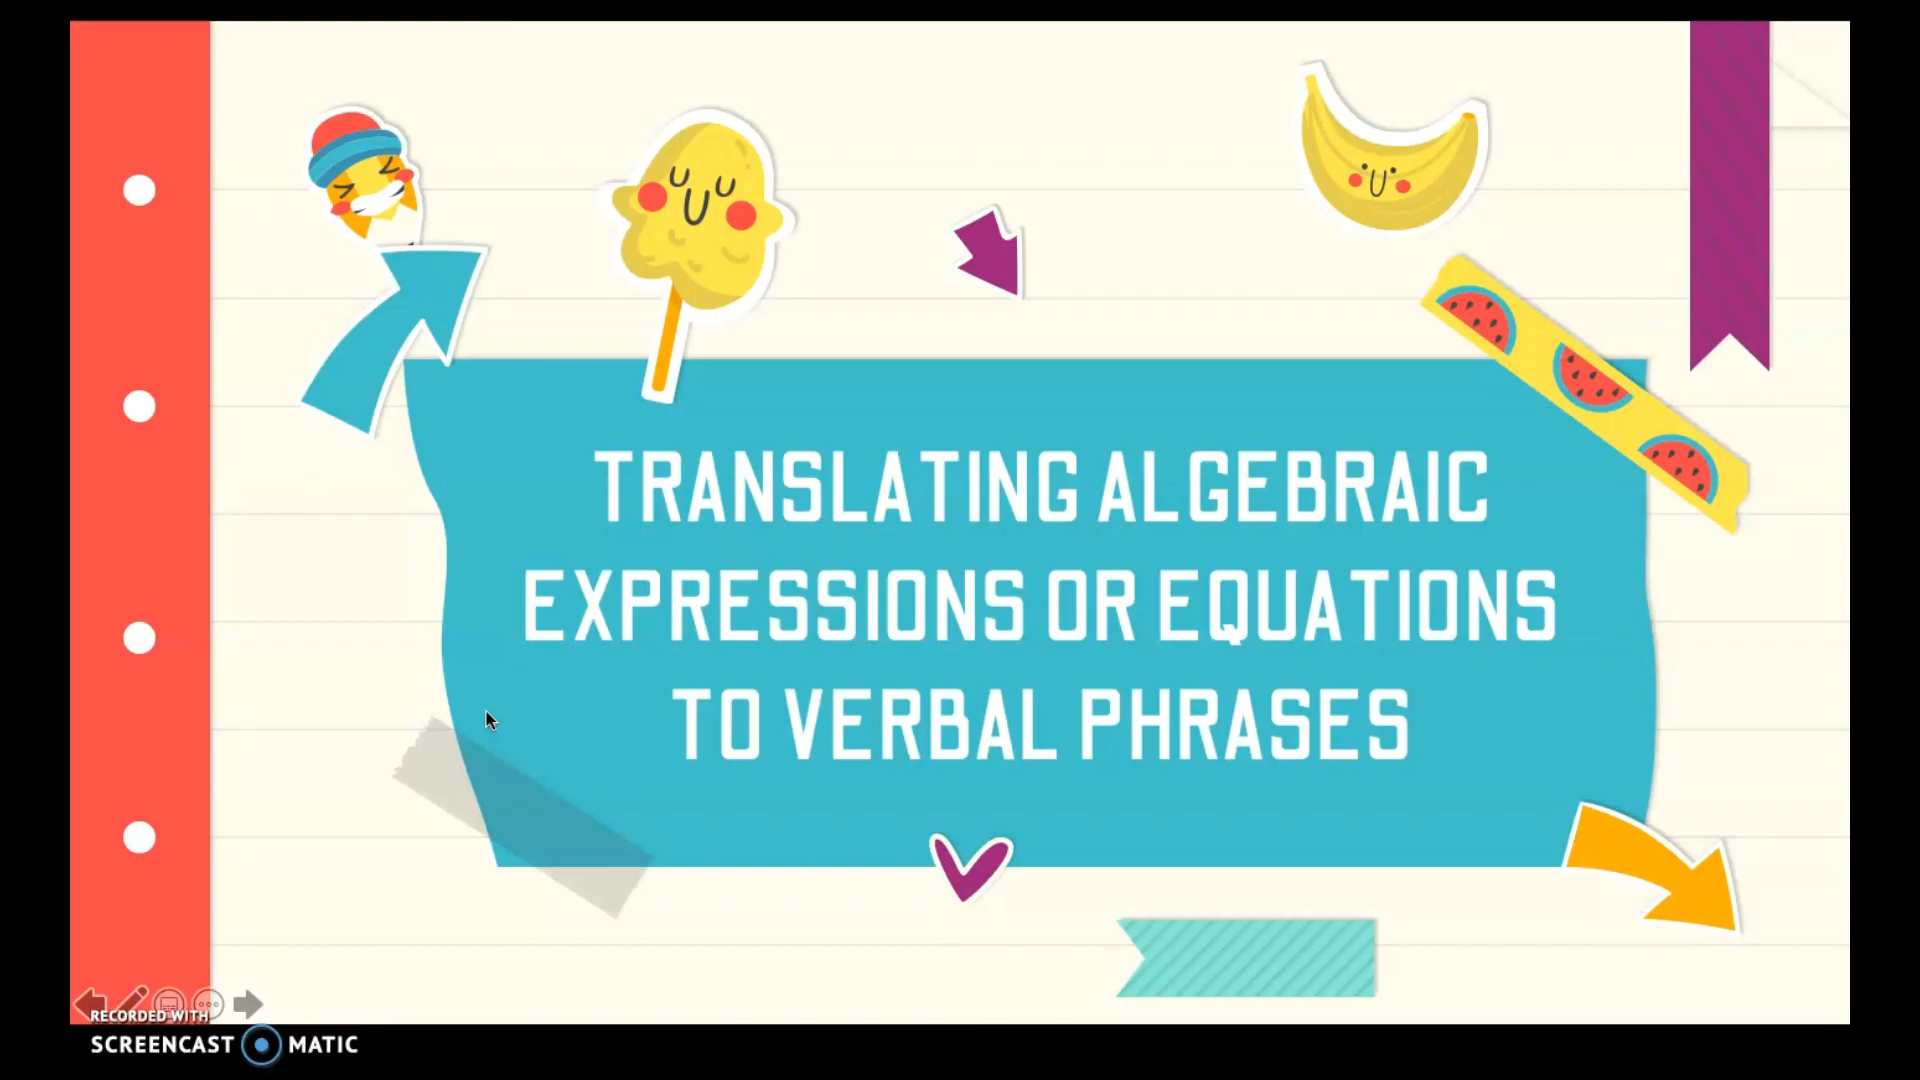 TRANSLATING ALGEBRAIC
EXPRESSIONS OR EQUATIONS
TO VERBAL PHRASES
RECORDED WITH
SCREENCAST MATIC